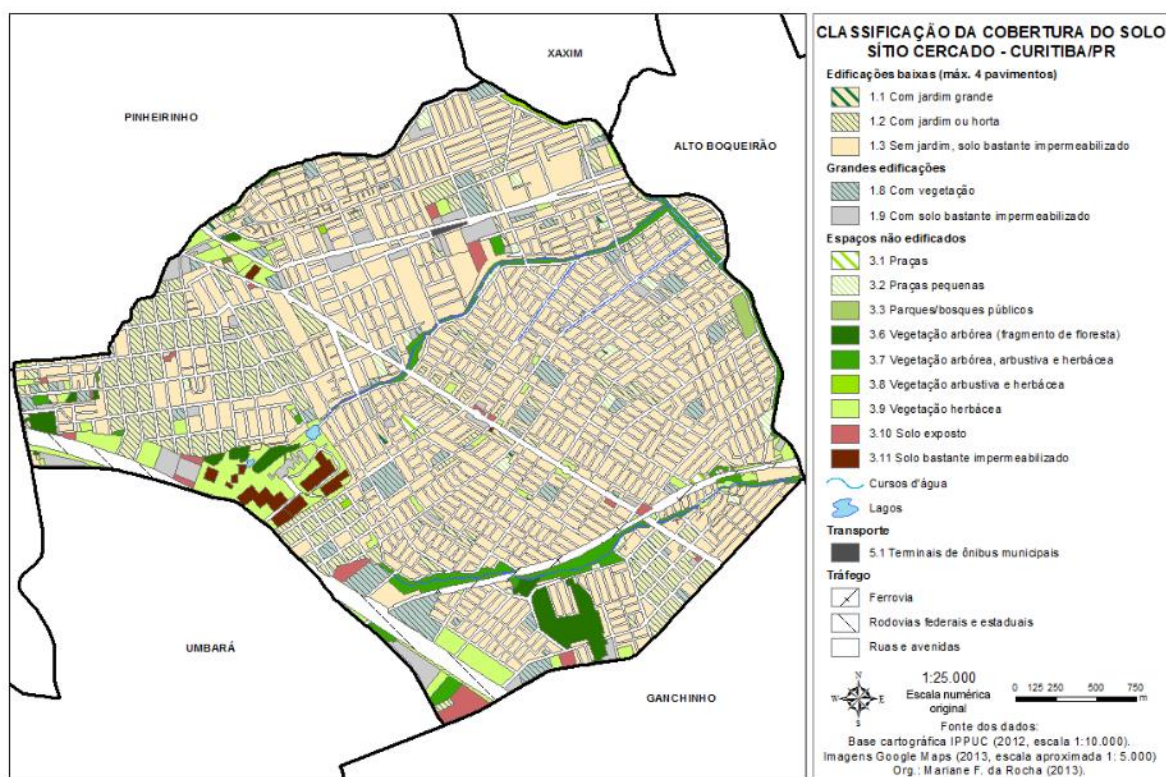 XAXIM
PINHEIRINHO
ALTO BOQUEIRÃO
UMBARÁ
GANCHINHO
CLASSIFICAÇÃO DA COBERTURA DO SOLO
SÍTIO CERCADO - CURITIBA/PR
Edificações baixas (máx. 4 pavimentos)
1.1 Com jardim grande
1.2 Com jardim ou horta
1.3 Sem jardim, solo bastante impermeabilizado
Grandes edificações
1.8 Com vegetação
1.9 Com solo bastante impermeabilizado
Espaços não edificados
3.1 Praças
3.2 Praças pequenas
3.3 Parques/bosques públicos
3.6 Vegetação arbórea (fragmento de floresta)
3.7 Vegetação arbórea, arbustiva e herbácea
3.8 Vegetação arbustiva e herbácea
3.9 Vegetação herbácea
3.10 Solo exposto
3.11 Solo bastante impermeabilizado
Cursos d'água
Lagos
Transporte
5.1 Terminais de ônibus municipais
Tráfego
Ferrovia
Rodovias federais e estaduais
Ruas e avenidas
N
W E
S
1:25.000
Escala numérica
original
0 125 250 500 750
m
Fonte dos dados:
Base cartográfica IPPUC (2012, escala 1:10.000).
Imagens Google Maps (2013, escala aproximada 1: 5.000)
Org.: Mariane F. da Rocha (2013).